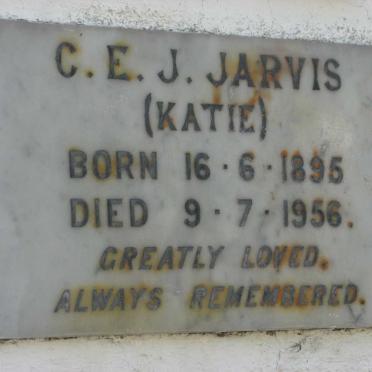 C. E. J. JARVIS
(KATIE)
BORN 16 · 6 · 1895
DIED 9 · 7 · 1956.
GREATLY LOVED.
ALWAYS REMEMBERED.